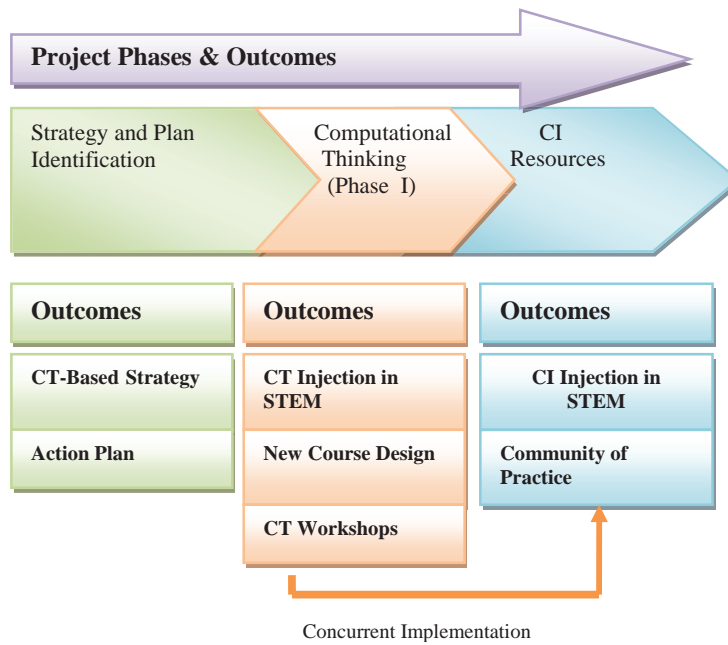 Project Phases & Outcomes
Strategy and Plan
Identification
Computational
Thinking
(Phase I)
CI
Resources
Outcomes
CT-Based Strategy
Action Plan
Outcomes
CT Injection in
STEM
New Course Design
CT Workshops
Outcomes
CI Injection in
STEM
Community of
Practice
Concurrent Implementation